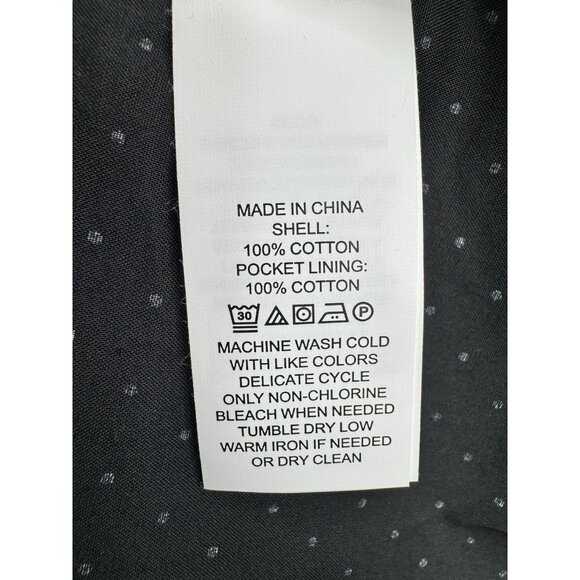 MADE IN CHINA
SHELL:
100% COTTON
POCKET LINING:
100% COTTON
30 P
MACHINE WASH COLD
WITH LIKE COLORS
DELICATE CYCLE
ONLY NON-CHLORINE
BLEACH WHEN NEEDED
TUMBLE DRY LOW
WARM IRON IF NEEDED
OR DRY CLEAN